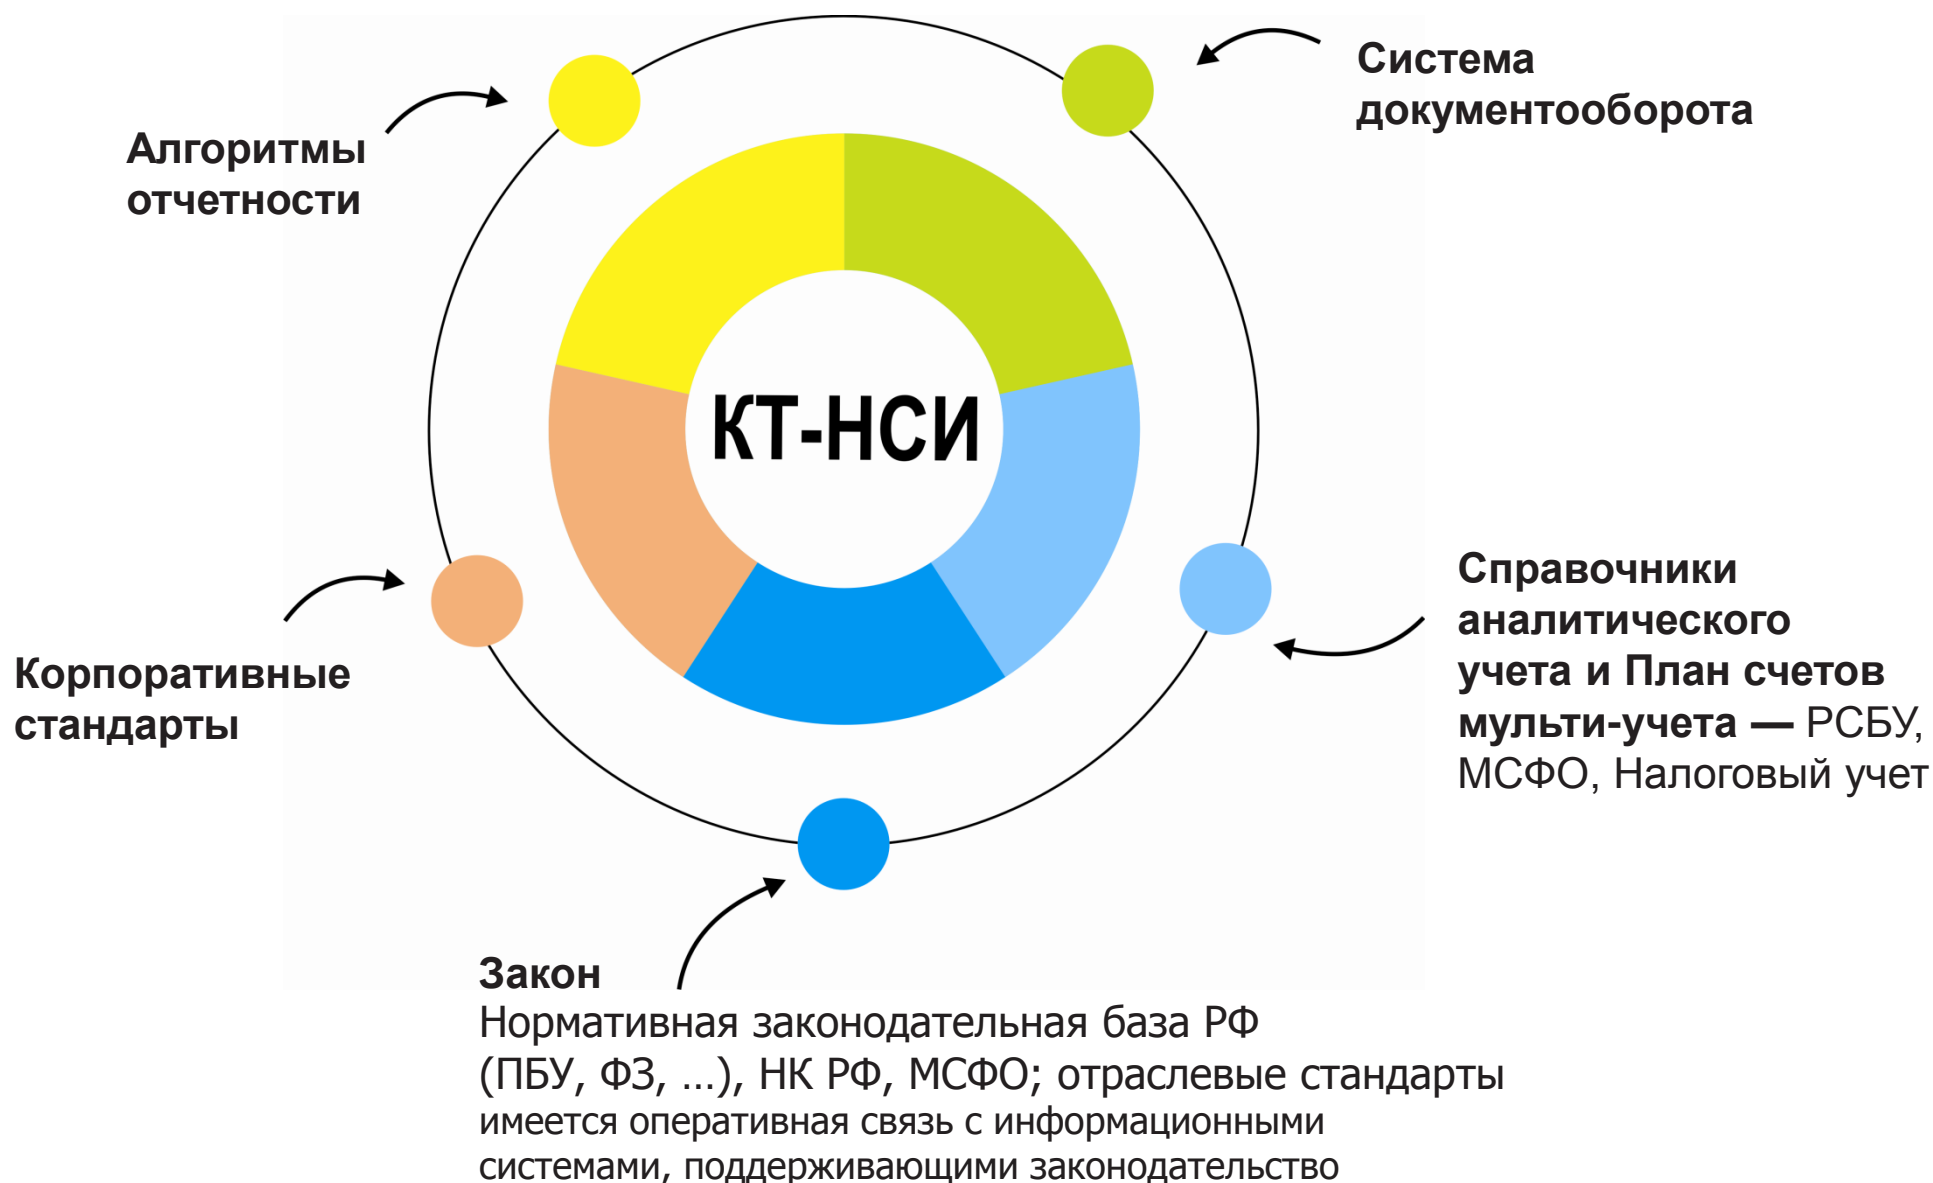 Система
документооборота
Алгоритмы
отчетности
КТ-НСИ
Справочники
аналитического
учета и План счетов
мульти-учета — РСБУ,
МСФО, Налоговый учет
Корпоративные
стандарты
Закон
Нормативная законодательная база РФ
(ПБУ, ФЗ, ...), НК РФ, МСФО; отраслевые стандарты
имеется оперативная связь с информационными
системами, поддерживающими законодательство